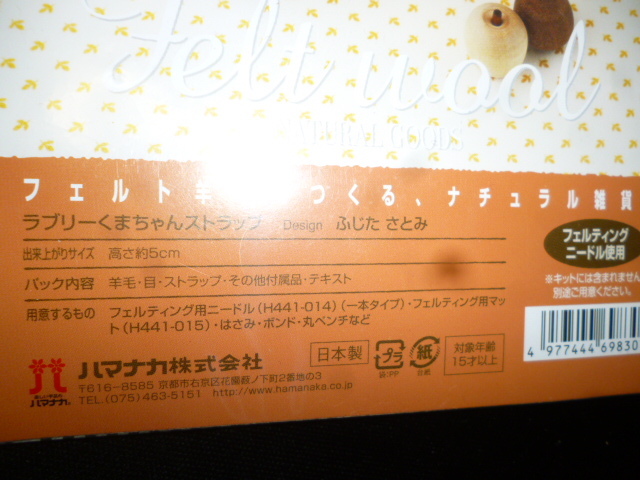 Felt wool
NATURAL GOODS
フェルト羊 づくる、ナチュラル雑貨
ラブリーくまちゃんストラップ Design ふじた さとみ
出来上がりサイズ 高さ約5cm
パック内容 羊毛・目・ストラップ・その他付属品・テキスト
用意するもの フェルティング用ニードル(H441-014)(一本タイプ)・フェルティング用マッ
ト(H441-015)・はさみ・ボンド・丸ペンチなど
フェルティング
ニードル使用
※キットには含まれません
別途ご用意ください
4 977444 69830
ハマナカ
ハマナカ株式会社
〒616-8585 京都市右京区花園薮ノ下町2番地の3
TEL.(075)463-5151 http://www.hamanaka.co.jp
日本製
プラ
袋:PP
紙
台紙
対象年齢
15才以上